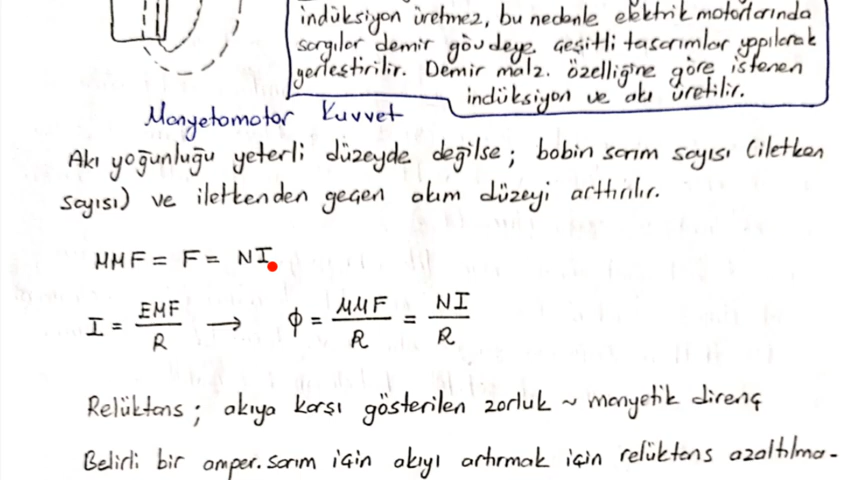 indüksiyon üretmez, bu nedenle elektrik motorlarında
sargılar demir gövdeye çeşitli tasarımlar yapılarak
yerleştirilir. Demir malz. özelliğine göre istenen
indüksiyon ve akı üretilir.
Manyetomotor Kuvvet
Akı yoğunluğu yeterli düzeyde değilse; bobin sarım sayısı (iletken
sayısı) ve iletkenden geçen akım düzeyi arttırılır.
MMF = F = NI
I = EMF/R → φ = MMF/R = NI/R
Relüktans; akıya karşı gösterilen zorluk ~ manyetik direnç
Belirli bir amper.sarım için akıyı artırmak için relüktans azaltılma-